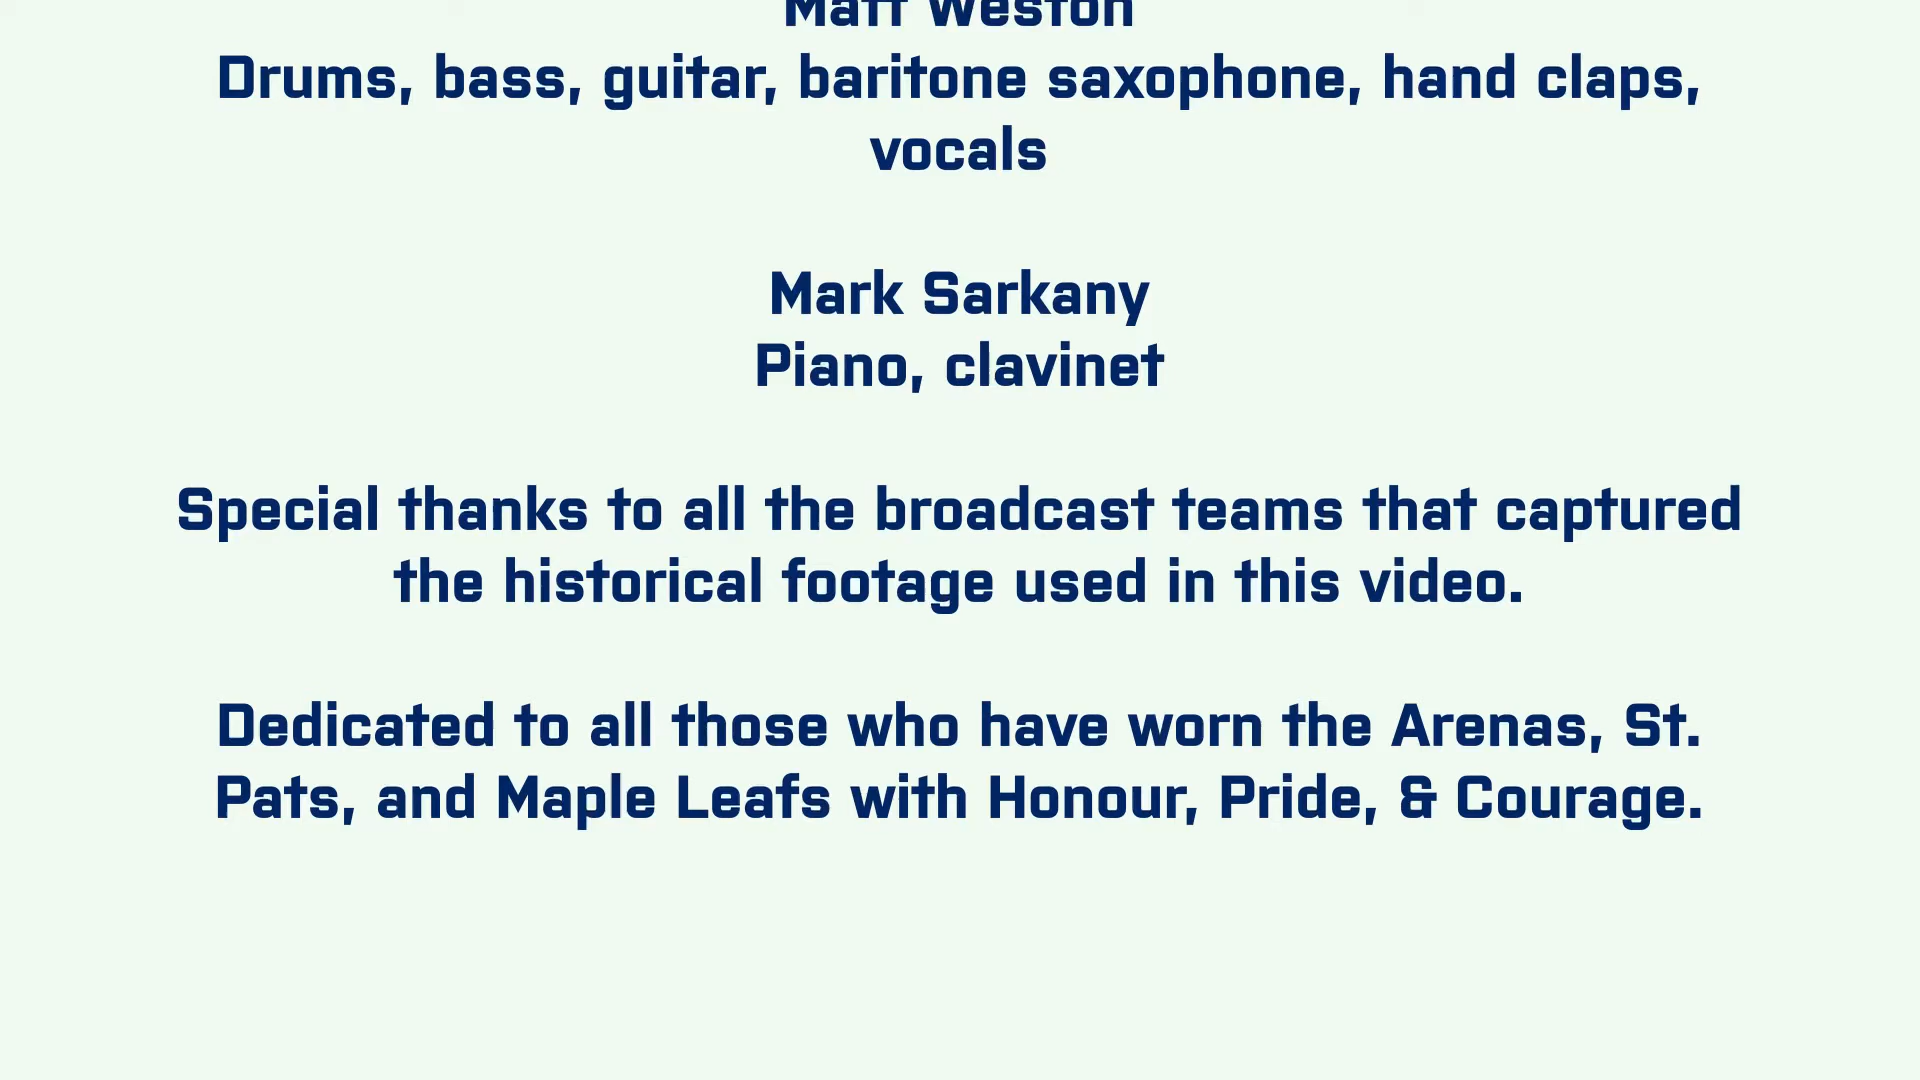 Matt Weston
Drums, bass, guitar, baritone saxophone, hand claps,
vocals
Mark Sarkany
Piano, clavinet
Special thanks to all the broadcast teams that captured
the historical footage used in this video.
Dedicated to all those who have worn the Arenas, St.
Pats, and Maple Leafs with Honour, Pride, & Courage.